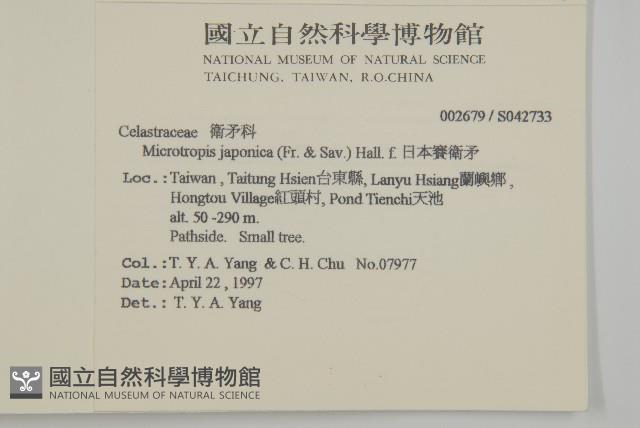 國立自然科學博物館
NATIONAL MUSEUM OF NATURAL SCIENCE
TAICHUNG, TAIWAN, R.O.CHINA
002679 / S042733
Celastraceae 衛矛科
Microtropis japonica (Fr. & Sav.) Hall. f. 日本賽衛矛
Loc.: Taiwan , Taitung Hsien台東縣, Lanyu Hsiang蘭嶼鄉 ,
Hongtou Village紅頭村, Pond Tienchi天池
alt. 50 -290 m.
Pathside. Small tree.
Col.: T. Y. A. Yang & C. H. Chu No.07977
Date: April 22 , 1997
Det.: T. Y. A. Yang
國立自然科學博物館
NATIONAL MUSEUM OF NATURAL SCIENCE